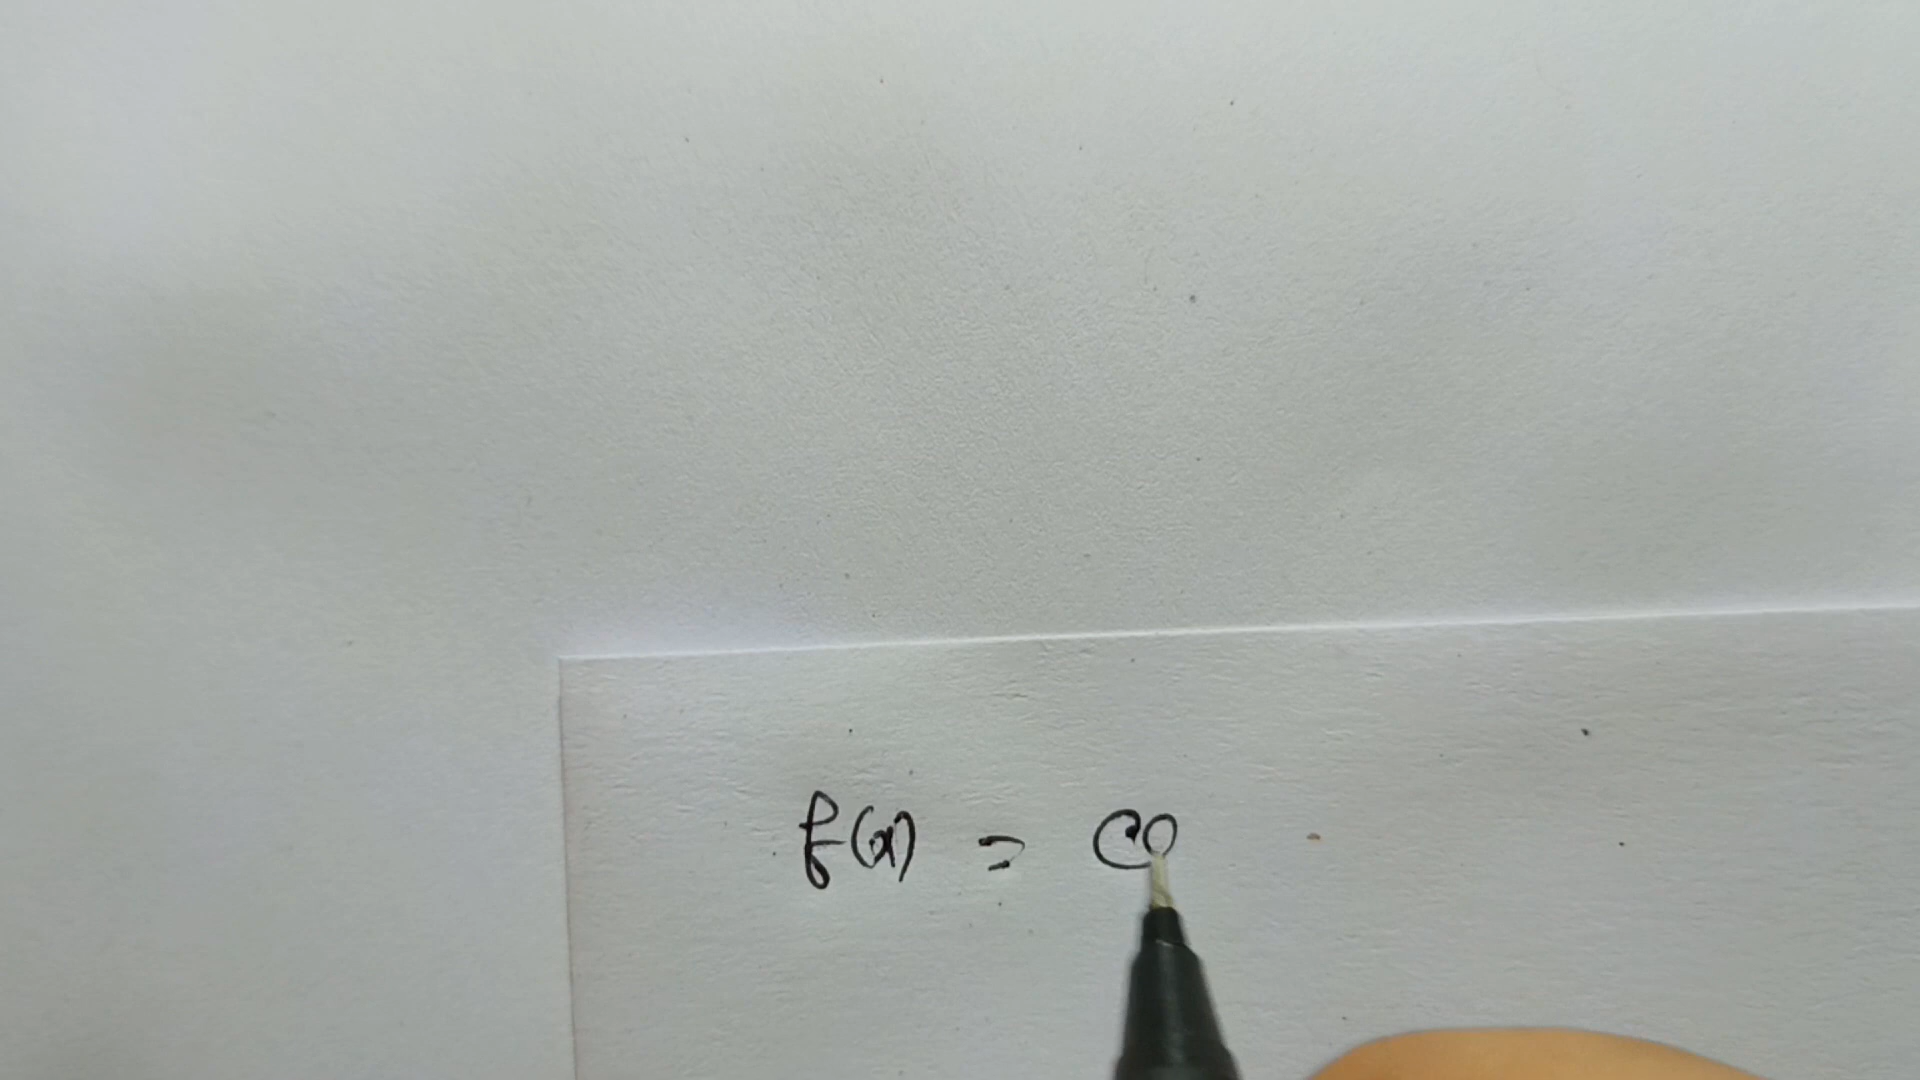 f(x) = co